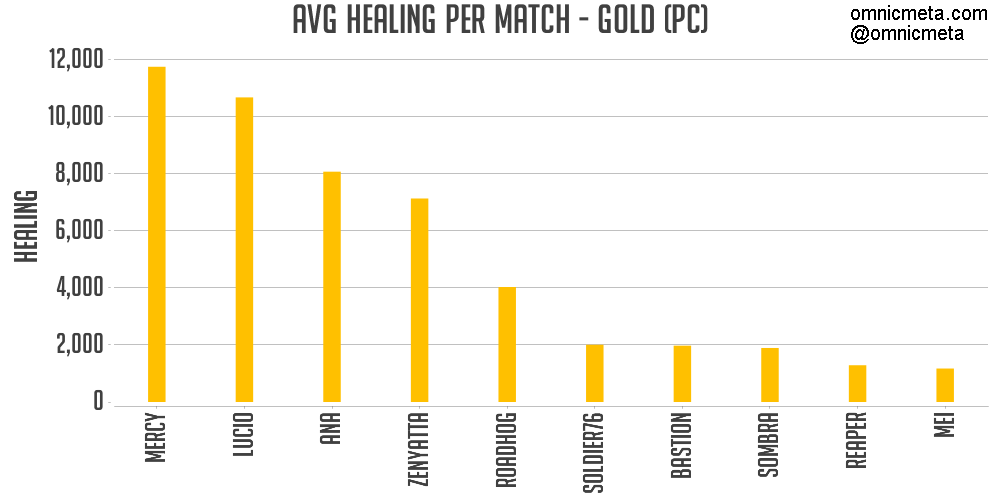 AVG HEALING PER MATCH - GOLD (PC)
omnicmeta.com
@omnicmeta
HEALING
12,000
10,000
8,000
6,000
4,000
2,000
0
MERCY
LUCIO
ANA
ZENYATTA
ROADHOG
SOLDIER76
BASTION
SOMBRA
REAPER
MEI